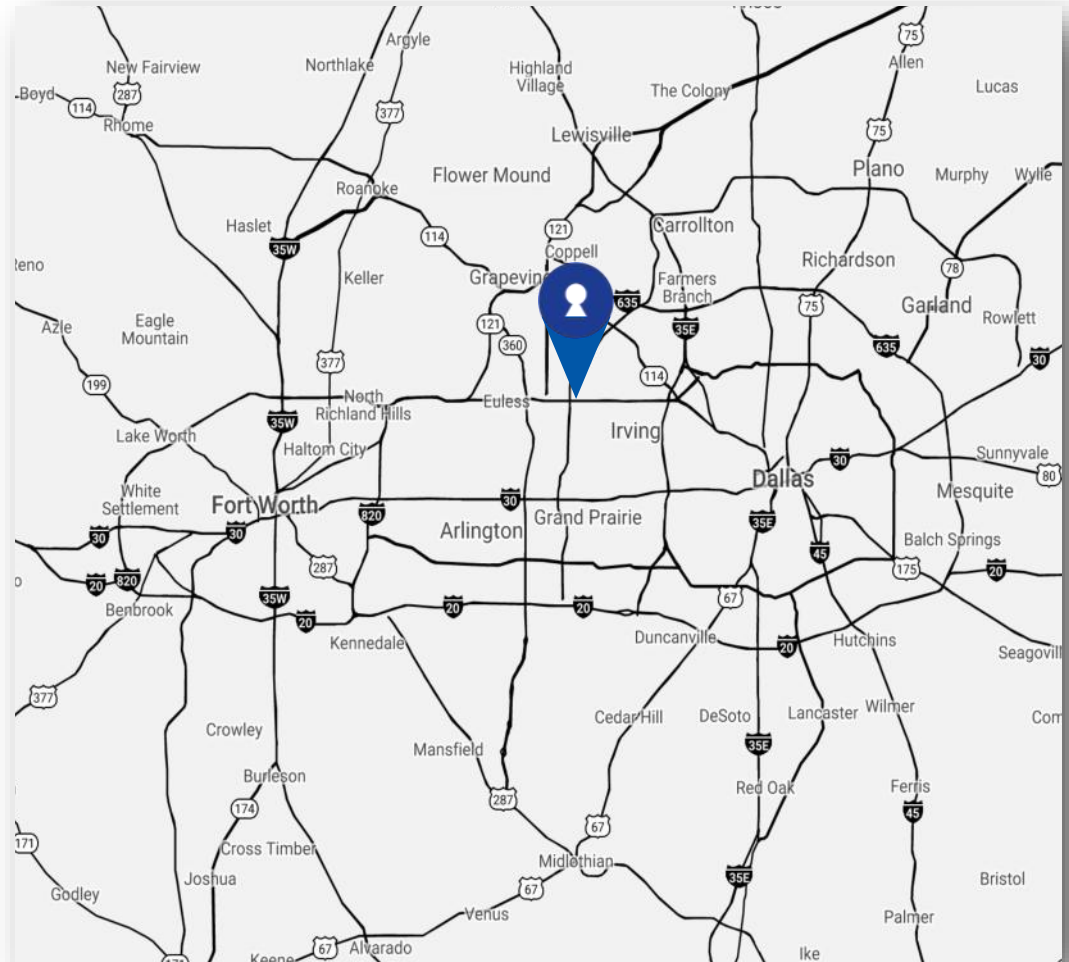 75
Argyle
New Fairview
Northlake
Highland
Village
Allen
Lucas
287
Boyd
114
377
The Colony
Rhome
75
Lewisville
Plano
Flower Mound
Murphy
Wylie
Roanoke
Haslet
114
121
Carrollton
35W
Coppell
Richardson
78
Keller
Farmers
Branch
635
75
Garland
Rowlett
Eagle
Mountain
Azle
121
360
35E
635
30
377
114
199
North
Richland Hills
Euless
35W
Lake Worth
Irving
Haltom City
30
Sunnyvale
80
Dallas
White
Settlement
Fort Worth
30
Mesquite
820
Arlington
Grand Prairie
35E
30
30
45
Balch Springs
287
175
20
820
20
35W
67
Benbrook
20
20
20
Kennedale
Duncanville
20
Hutchins
377
Cedar Hill
DeSoto
Lancaster
Wilmer
Crowley
Mansfield
35E
Burleson
Red Oak
Ferris
174
287
45
67
171
Cross Timber
Midlothian
Joshua
35E
Godley
67
Bristol
Venus
Palmer
67
Alvarado
Ike